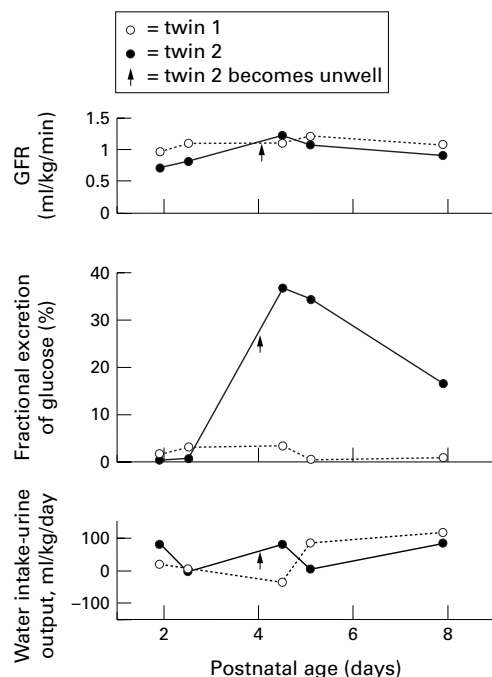 = twin 1
= twin 2
= twin 2 becomes unwell
GFR
(ml/kg/min)
1.5
1
0.5
0
Fractional excretion
of glucose (%)
40
30
20
10
0
Water intake-urine
output, ml/kg/day
100
0
−100
2
4
6
8
Postnatal age (days)